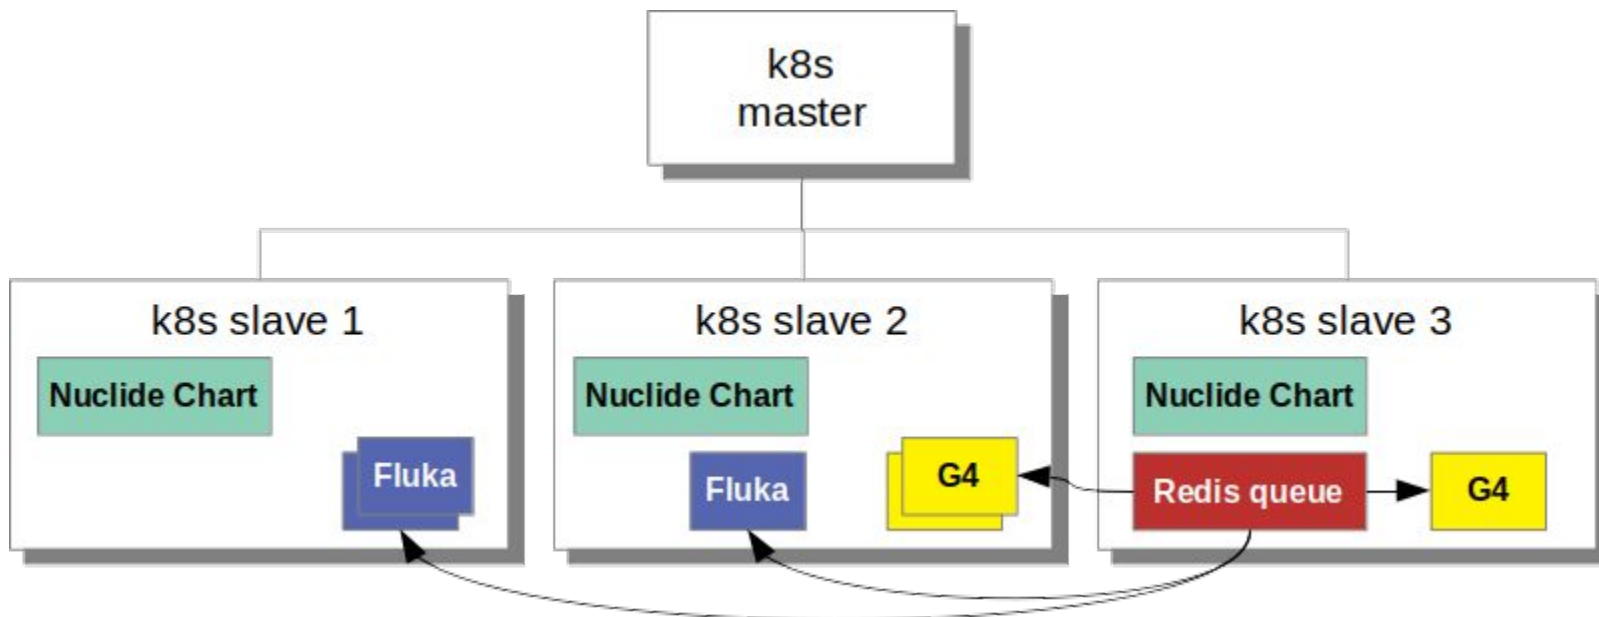 k8s
master
k8s slave 1
k8s slave 2
k8s slave 3
Nuclide Chart
Nuclide Chart
Nuclide Chart
Fluka
Fluka
G4
Redis queue
G4